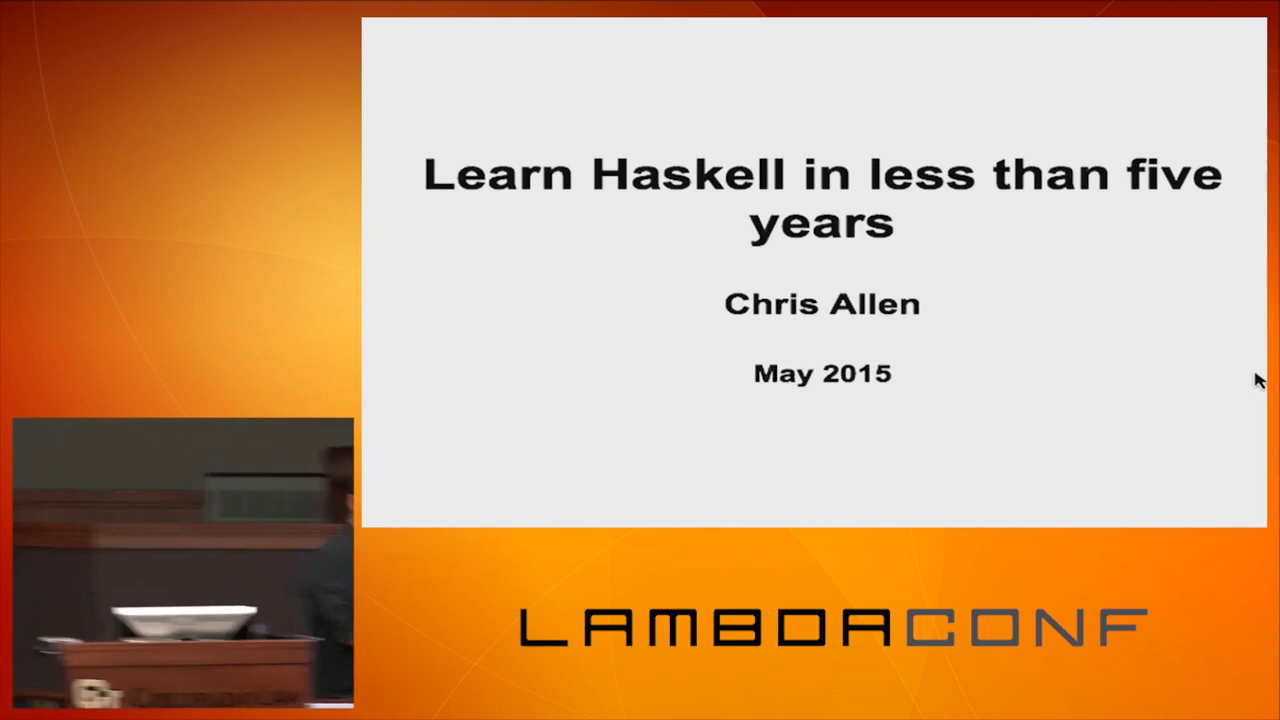 Learn Haskell in less than five
years
Chris Allen
May 2015
LAMBDACONF